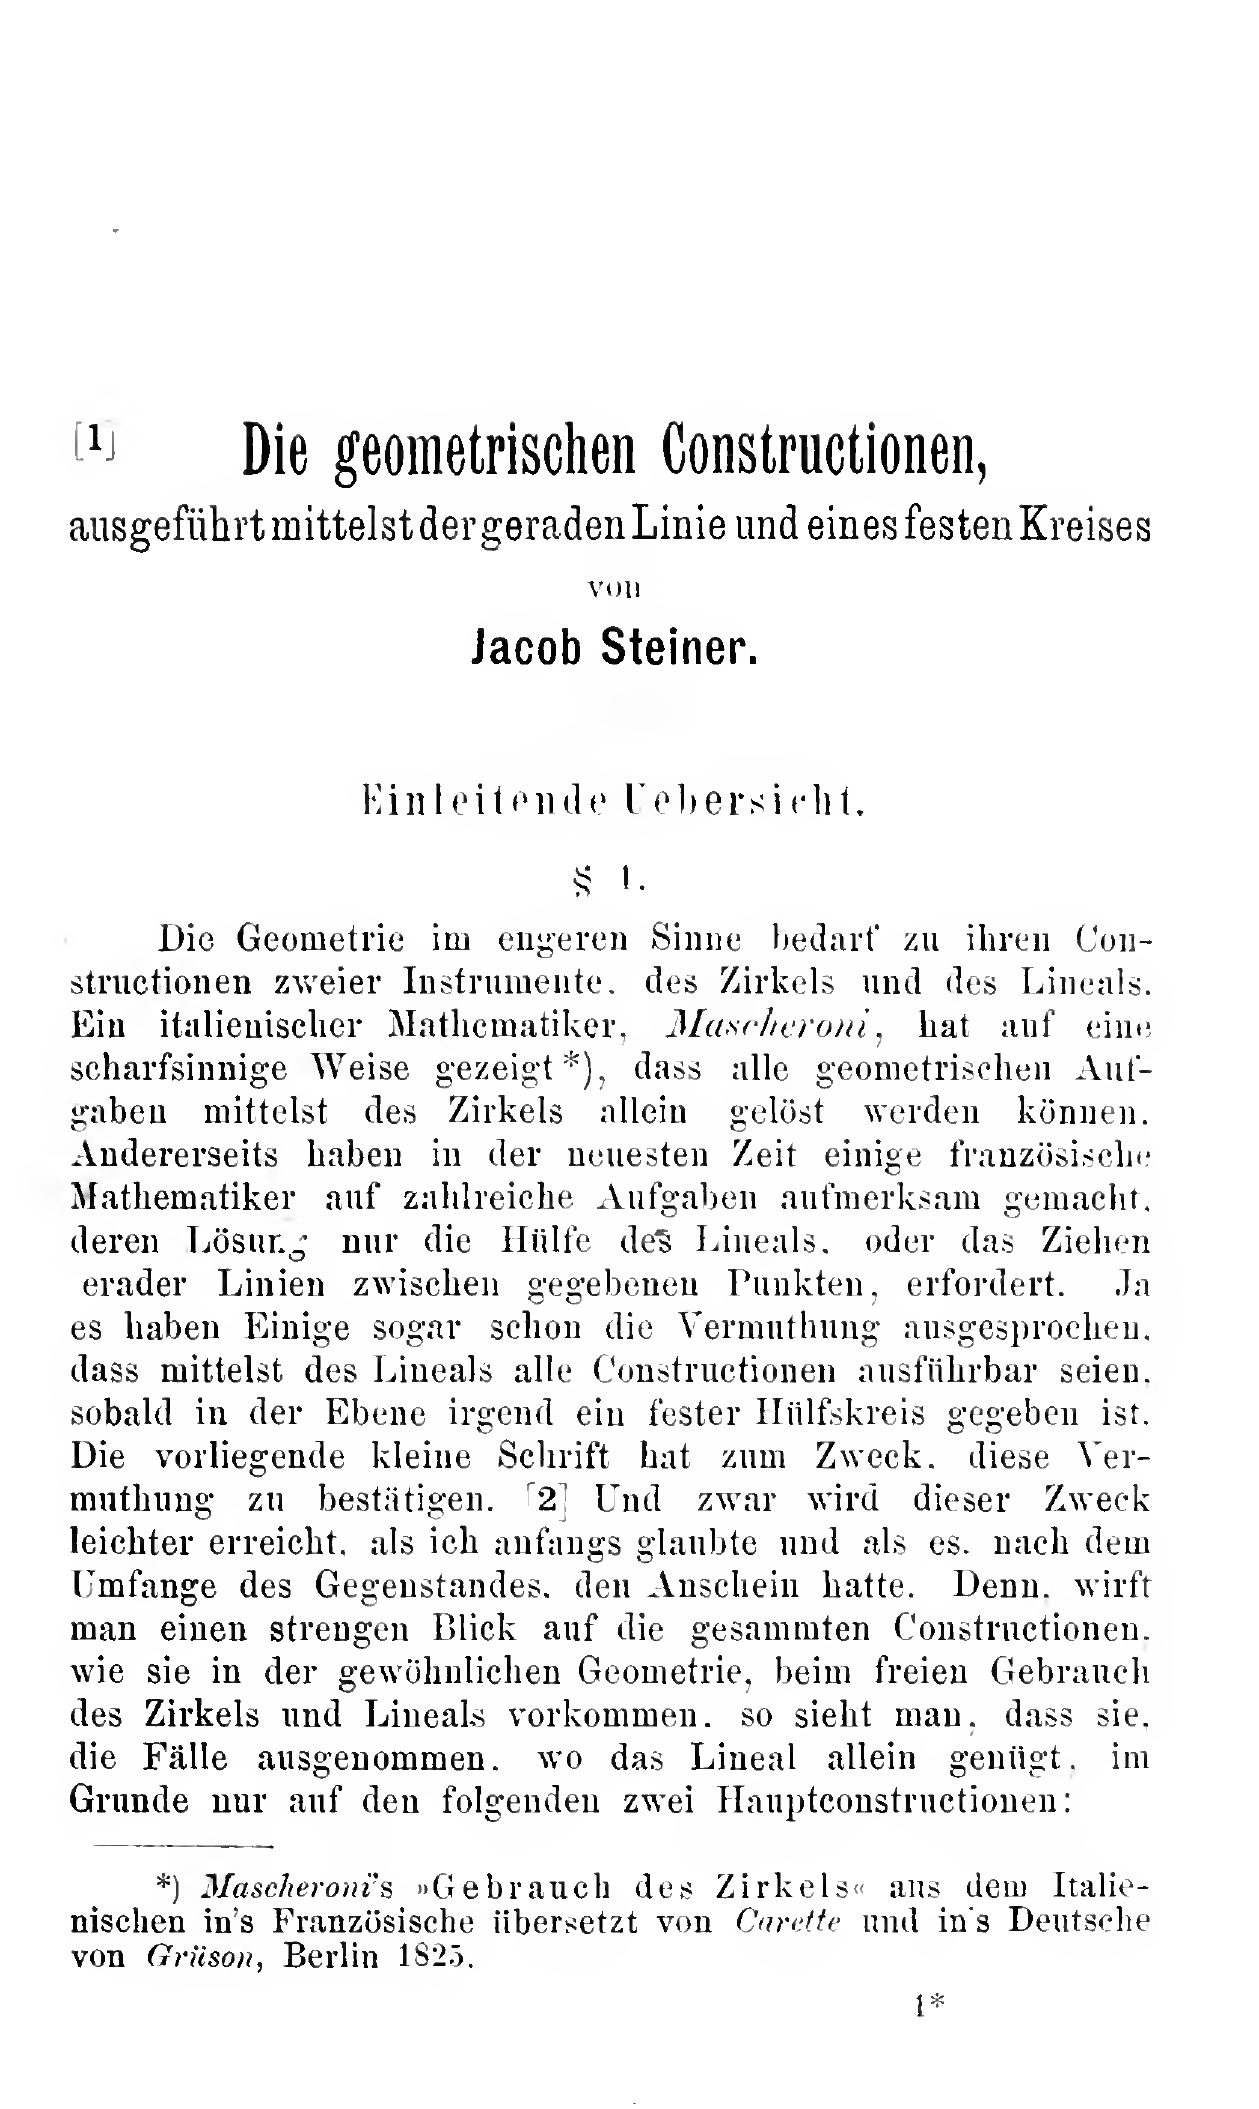 [1] Die geometrischen Constructionen,
ausgeführt mittelst der geraden Linie und eines festen Kreises
von
Jacob Steiner.
Einleitende Uebersicht.
§ 1.
Die Geometrie im engeren Sinne bedarf zu ihren Con-
structionen zweier Instrumente, des Zirkels und des Lineals.
Ein italienischer Mathematiker, Mascheroni, hat auf eine
scharfsinnige Weise gezeigt*), dass alle geometrischen Auf-
gaben mittelst des Zirkels allein gelöst werden können.
Andererseits haben in der neuesten Zeit einige französische
Mathematiker auf zahlreiche Aufgaben aufmerksam gemacht,
deren Lösung nur die Hülfe des Lineals, oder das Ziehen
erader Linien zwischen gegebenen Punkten, erfordert. Ja
es haben Einige sogar schon die Vermuthung ausgesprochen,
dass mittelst des Lineals alle Constructionen ausführbar seien,
sobald in der Ebene irgend ein fester Hülfskreis gegeben ist.
Die vorliegende kleine Schrift hat zum Zweck, diese Ver-
muthung zu bestätigen. [2] Und zwar wird dieser Zweck
leichter erreicht, als ich anfangs glaubte und als es, nach dem
Umfange des Gegenstandes, den Anschein hatte. Denn, wirft
man einen strengen Blick auf die gesammten Constructionen,
wie sie in der gewöhnlichen Geometrie, beim freien Gebrauch
des Zirkels und Lineals vorkommen, so sieht man, dass sie,
die Fälle ausgenommen, wo das Lineal allein genügt, im
Grunde nur auf den folgenden zwei Hauptconstructionen:
*) Mascheroni's »Gebrauch des Zirkels« aus dem Italie-
nischen in's Französische übersetzt von Carette und in's Deutsche
von Grüson, Berlin 1825.
1*